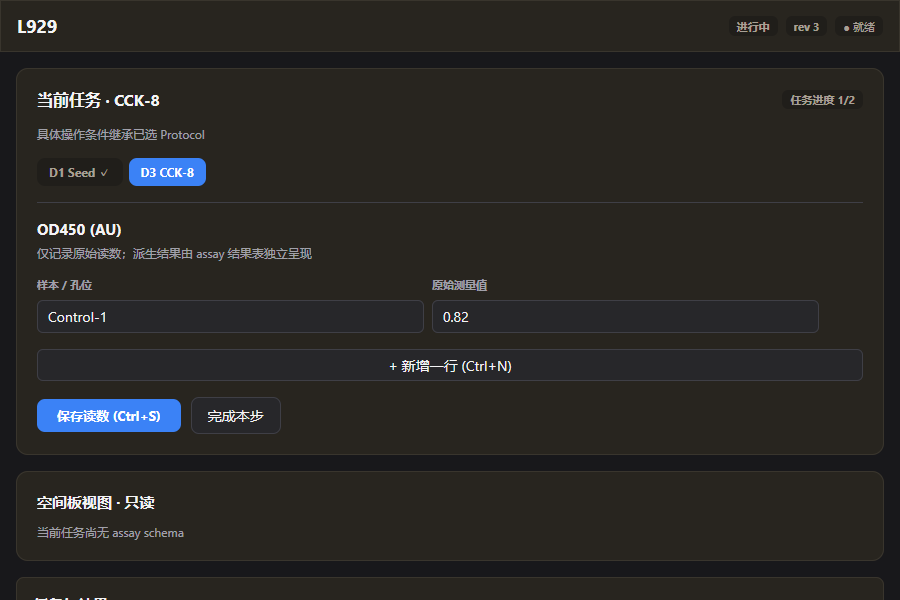 L929
进行中
rev 3
● 就绪
当前任务 · CCK-8
任务进度 1/2
具体操作条件继承已选 Protocol
D1 Seed ✓
D3 CCK-8
OD450 (AU)
仅记录原始读数；派生结果由 assay 结果表独立呈现
样本 / 孔位
原始测量值
Control-1
0.82
+ 新增一行 (Ctrl+N)
保存读数 (Ctrl+S)
完成本步
空间板视图 · 只读
当前任务尚无 assay schema